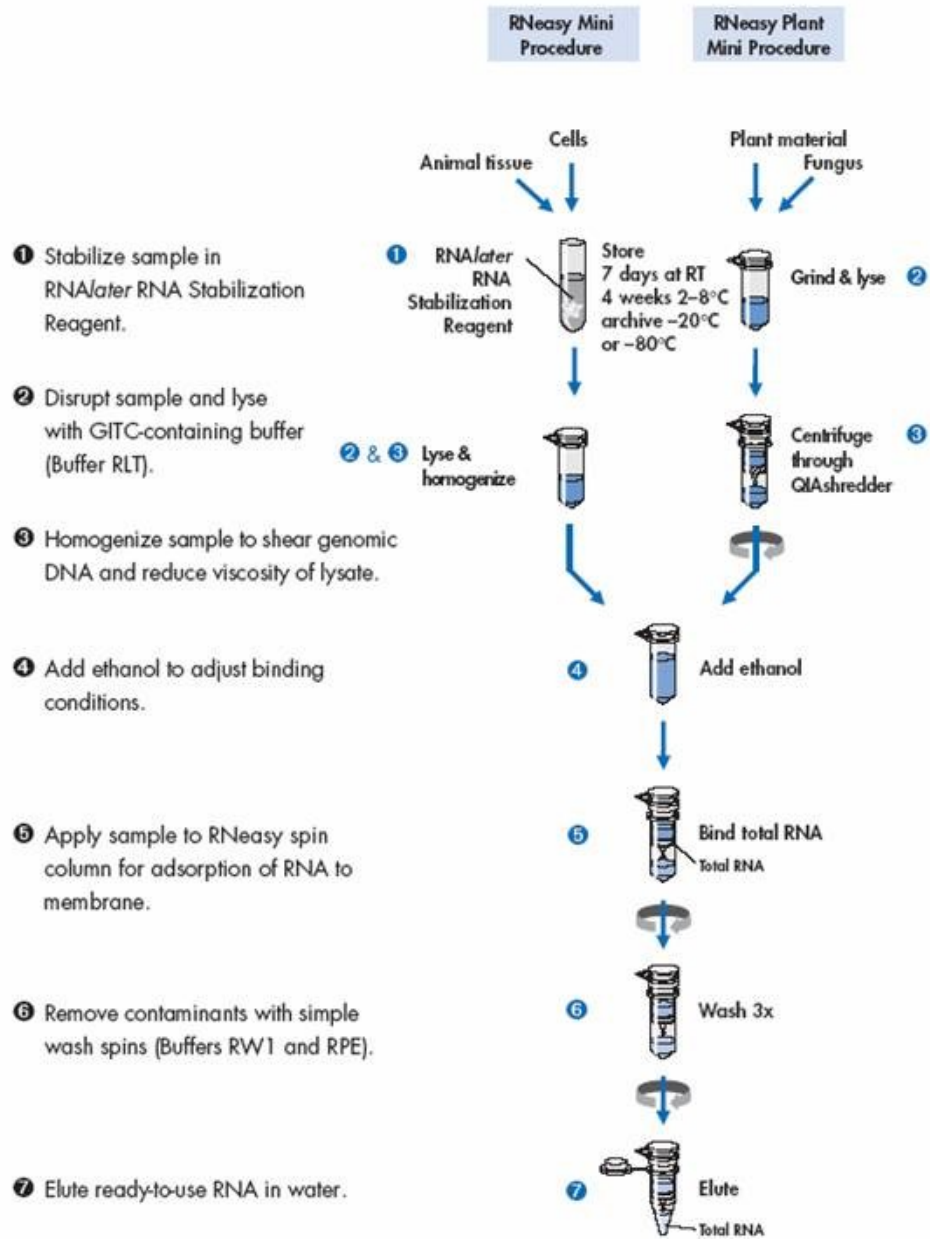 RNeasy Mini
Procedure
RNeasy Plant
Mini Procedure
Cells
Animal tissue
Plant material
Fungus
❶ Stabilize sample in
RNAlater RNA Stabilization
Reagent.
❶ RNAlater
RNA
Stabilization
Reagent
Store
7 days at RT
4 weeks 2–8°C
archive –20°C
or –80°C
Grind & lyse ❷
❷ Disrupt sample and lyse
with GITC-containing buffer
(Buffer RLT).
❷ & ❸ Lyse &
homogenize
Centrifuge ❸
through
QIAshredder
❸ Homogenize sample to shear genomic
DNA and reduce viscosity of lysate.
❹ Add ethanol to adjust binding
conditions.
❹ Add ethanol
❺ Apply sample to RNeasy spin
column for adsorption of RNA to
membrane.
❺ Bind total RNA
Total RNA
❻ Remove contaminants with simple
wash spins (Buffers RW1 and RPE).
❻ Wash 3x
❼ Elute ready-to-use RNA in water.
❼ Elute
Total RNA